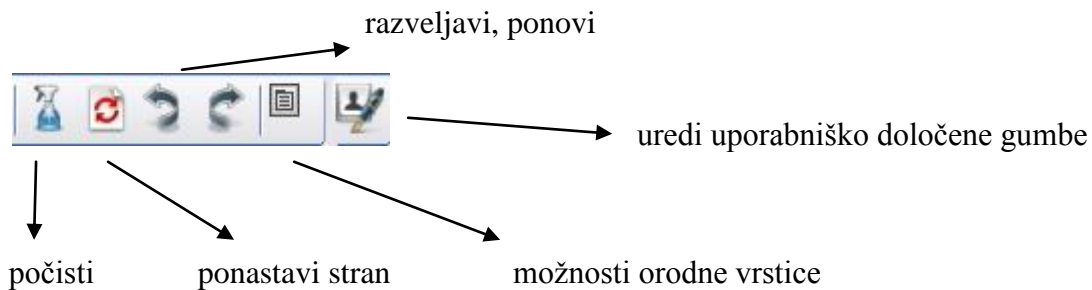 razveljavi, ponovi
uredi uporabniško določene gumbe
počisti
ponastavi stran
možnosti orodne vrstice